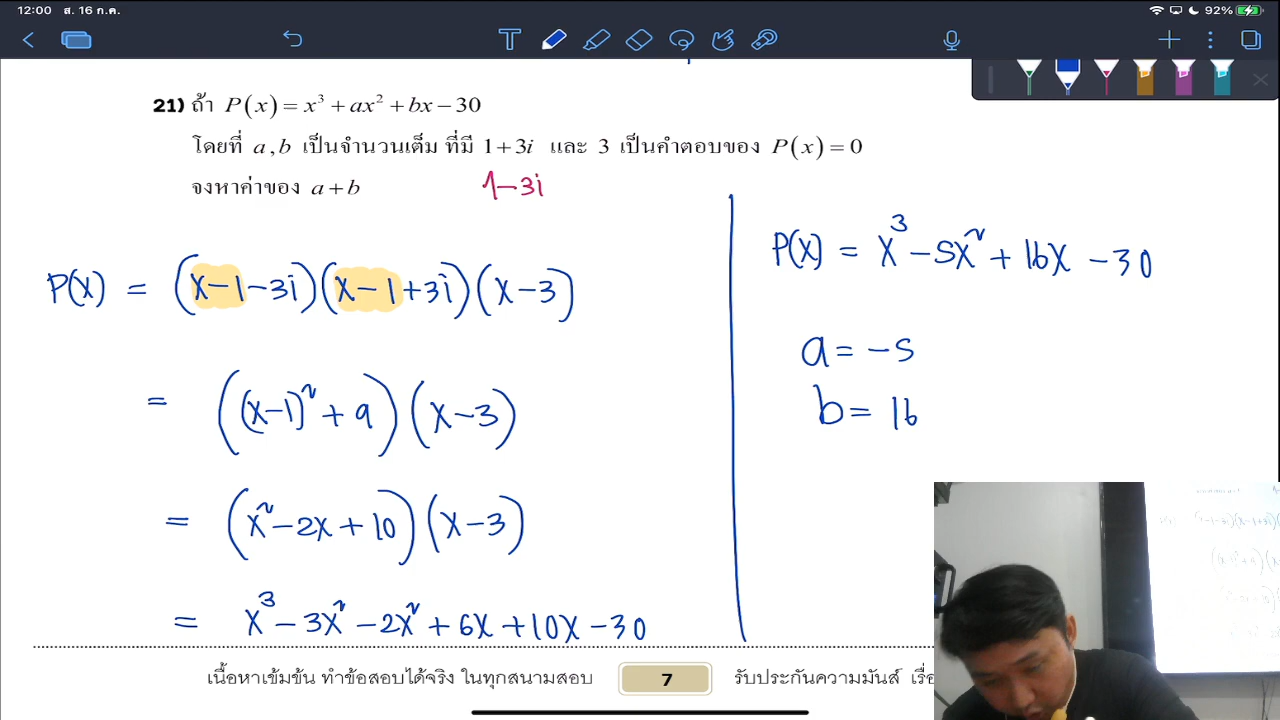 12:00 ส. 16 ก.ค.
92%
21) ถ้า P(x) = x³ + ax² + bx − 30
โดยที่ a, b เป็นจำนวนเต็ม ที่มี 1 + 3i และ 3 เป็นคำตอบของ P(x) = 0
จงหาค่าของ a + b
1−3i
P(x) = (x−1−3i)(x−1+3i)(x−3)
= ((x−1)² + 9)(x−3)
= (x² − 2x + 10)(x−3)
= x³ − 3x² − 2x² + 6x + 10x − 30
P(x) = x³ − 5x² + 16x − 30
a = −5
b = 16
เนื้อหาเข้มข้น ทำข้อสอบได้จริง ในทุกสนามสอบ
7
รับประกันความมันส์ เรื่อ